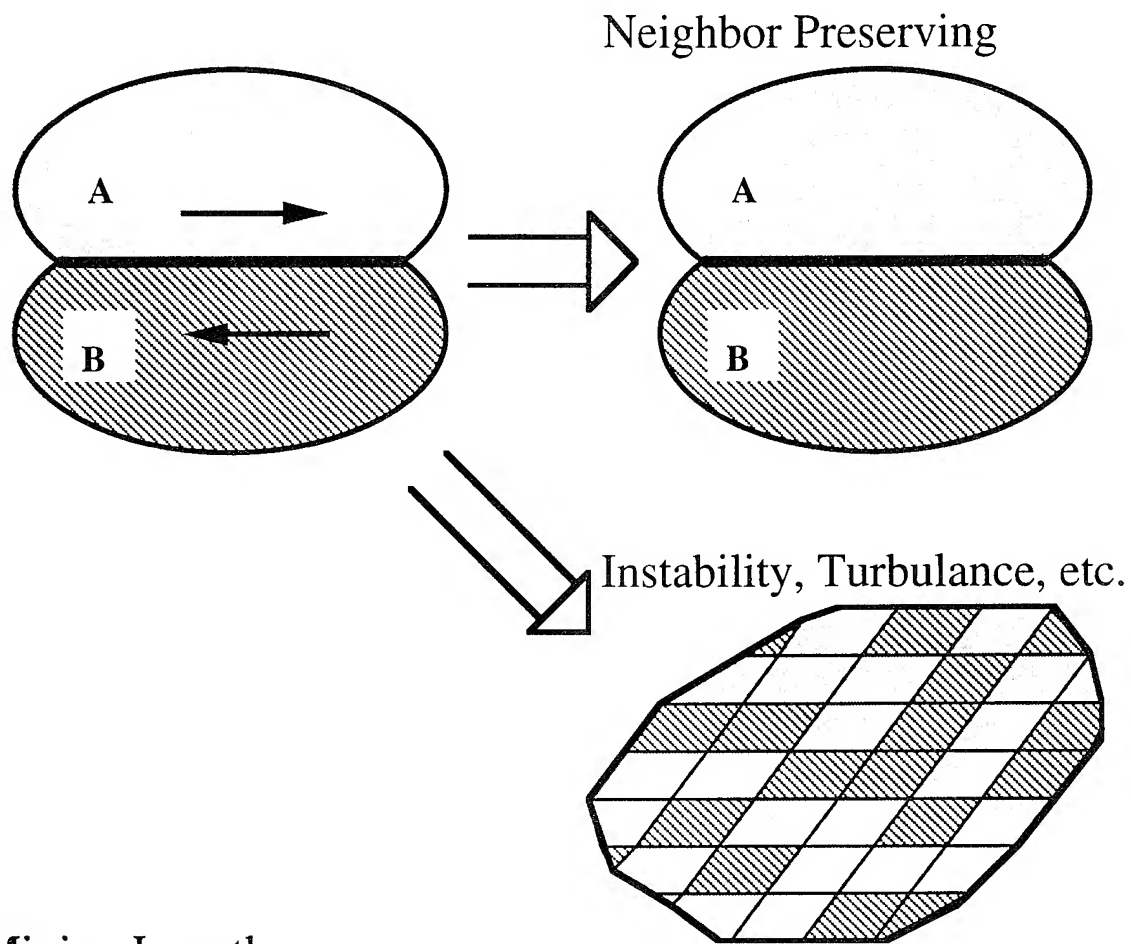 Neighbor Preserving
A
B
A
B
Instability, Turbulance, etc.